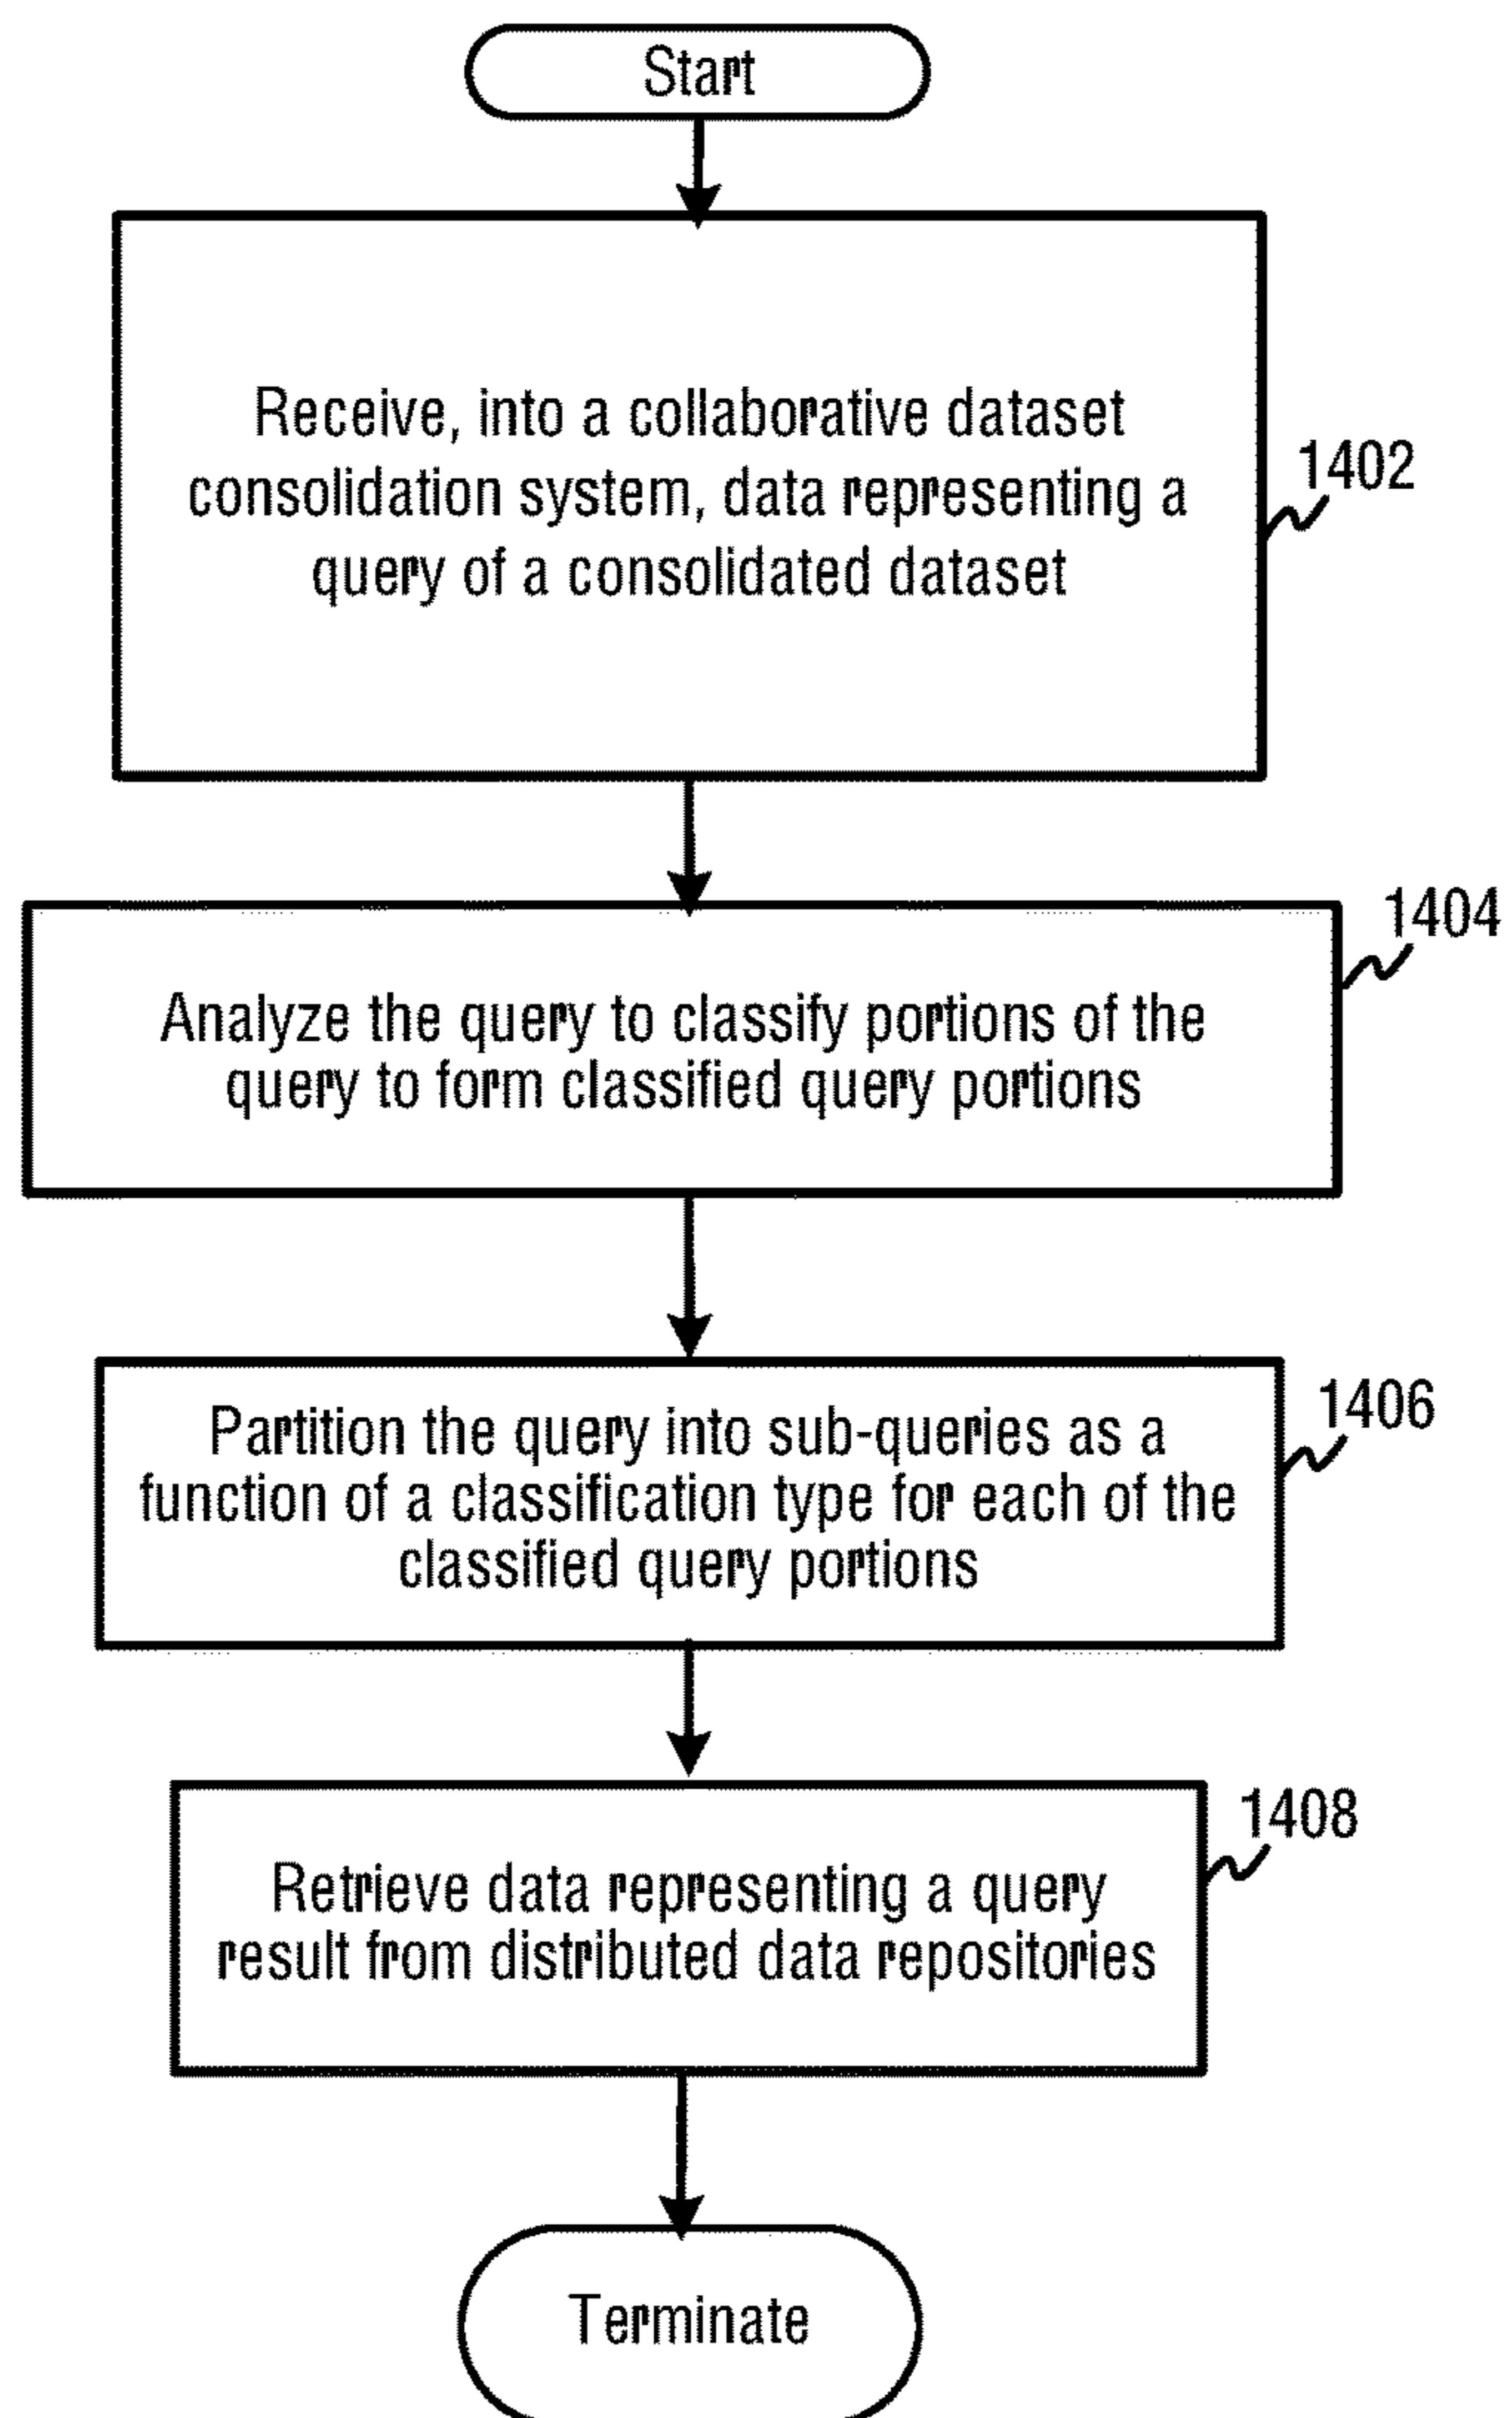 Start
Receive, into a collaborative dataset
consolidation system, data representing a
query of a consolidated dataset
1402
Analyze the query to classify portions of the
query to form classified query portions
1404
Partition the query into sub-queries as a
function of a classification type for each of the
classified query portions
1406
Retrieve data representing a query
result from distributed data repositories
1408
Terminate